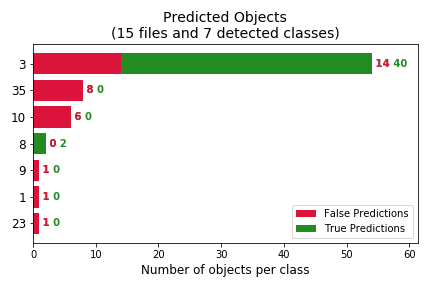 Predicted Objects
(15 files and 7 detected classes)
3 14 40
35 8 0
10 6 0
8 0 2
9 1 0
1 1 0
23 1 0
False Predictions
True Predictions
0 10 20 30 40 50 60
Number of objects per class